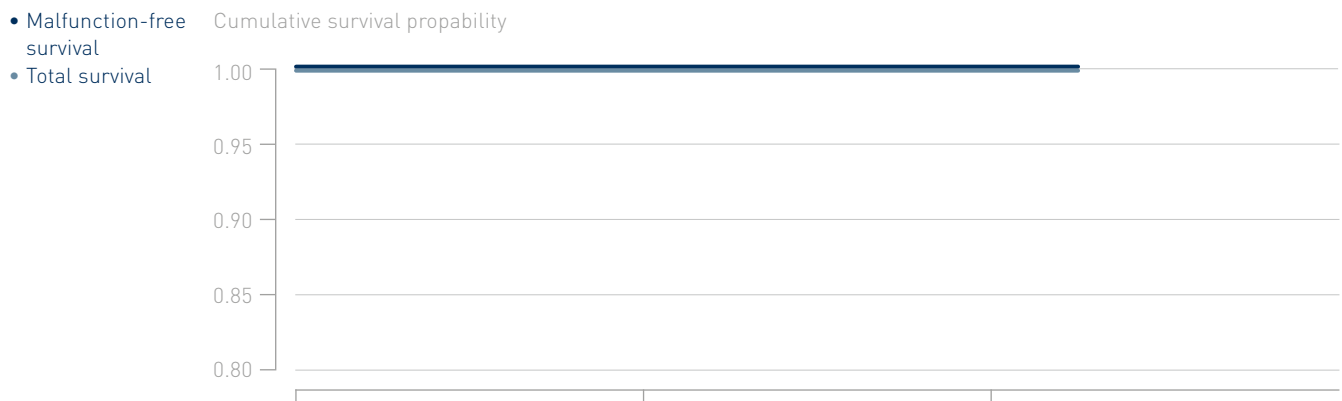 • Malfunction-free
survival
• Total survival
Cumulative survival propability
1.00
0.95
0.90
0.85
0.80